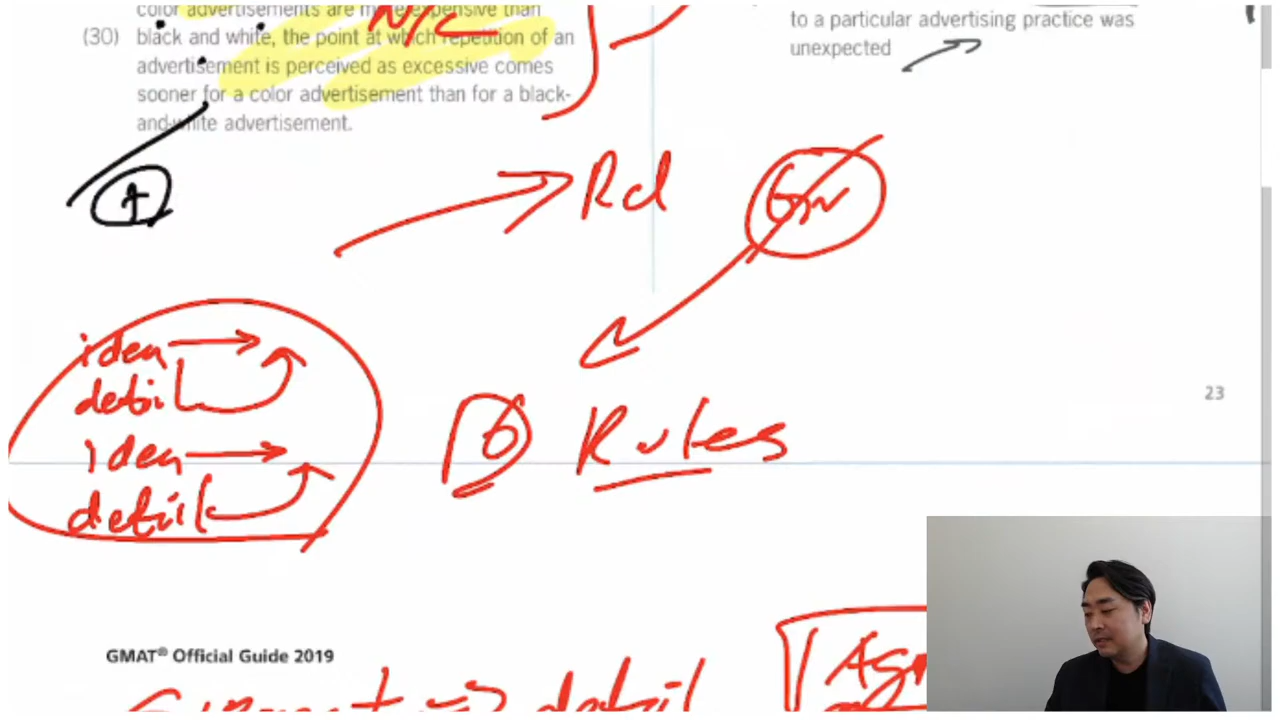 color advertisements are more expensive than
(30) black and white, the point at which repetition of an
advertisement is perceived as excessive comes
sooner for a color advertisement than for a black-
and-white advertisement.
N/C
to a particular advertising practice was
unexpected
Rd
idea
detail
idea
detail
6 Rules
23
GMAT® Official Guide 2019
detail